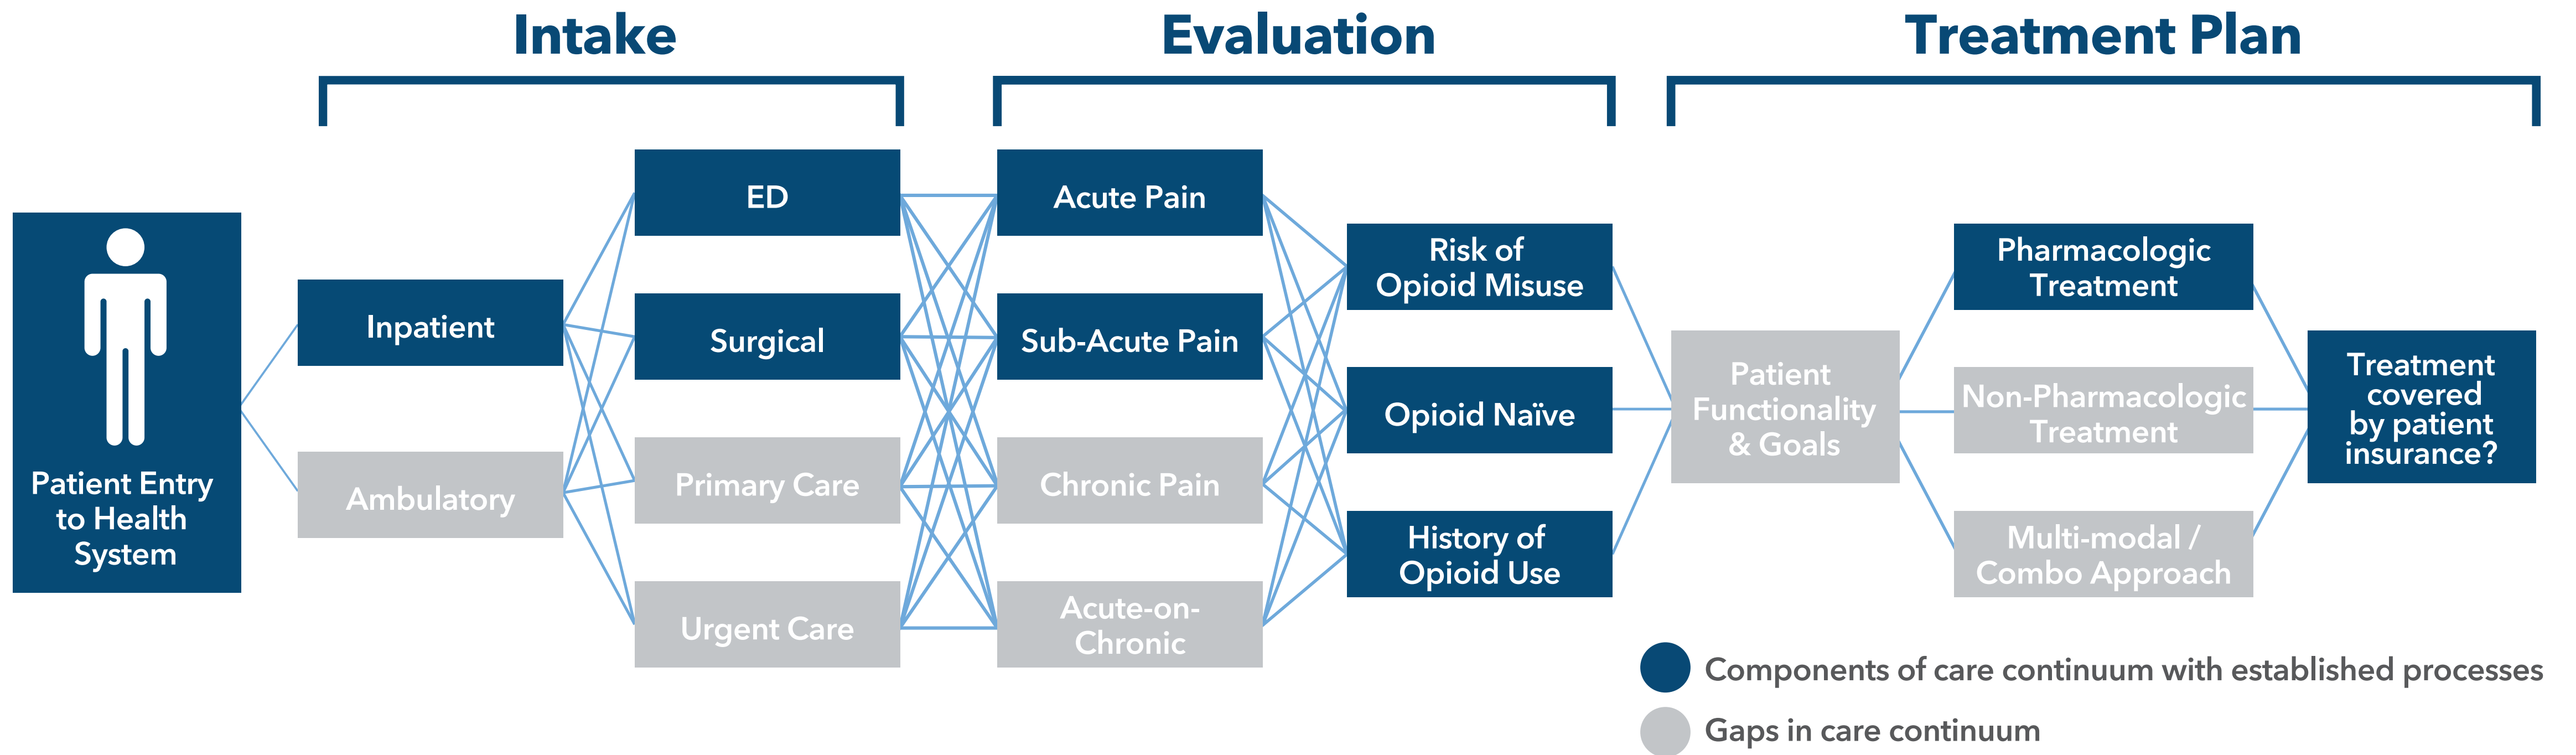 Intake
Evaluation
Treatment Plan
Patient Entry
to Health
System
Inpatient
Ambulatory
ED
Surgical
Primary Care
Urgent Care
Acute Pain
Sub-Acute Pain
Chronic Pain
Acute-on-
Chronic
Risk of
Opioid Misuse
Opioid Naïve
History of
Opioid Use
Patient
Functionality
& Goals
Pharmacologic
Treatment
Non-Pharmacologic
Treatment
Multi-modal /
Combo Approach
Treatment
covered
by patient
insurance?
Components of care continuum with established processes
Gaps in care continuum